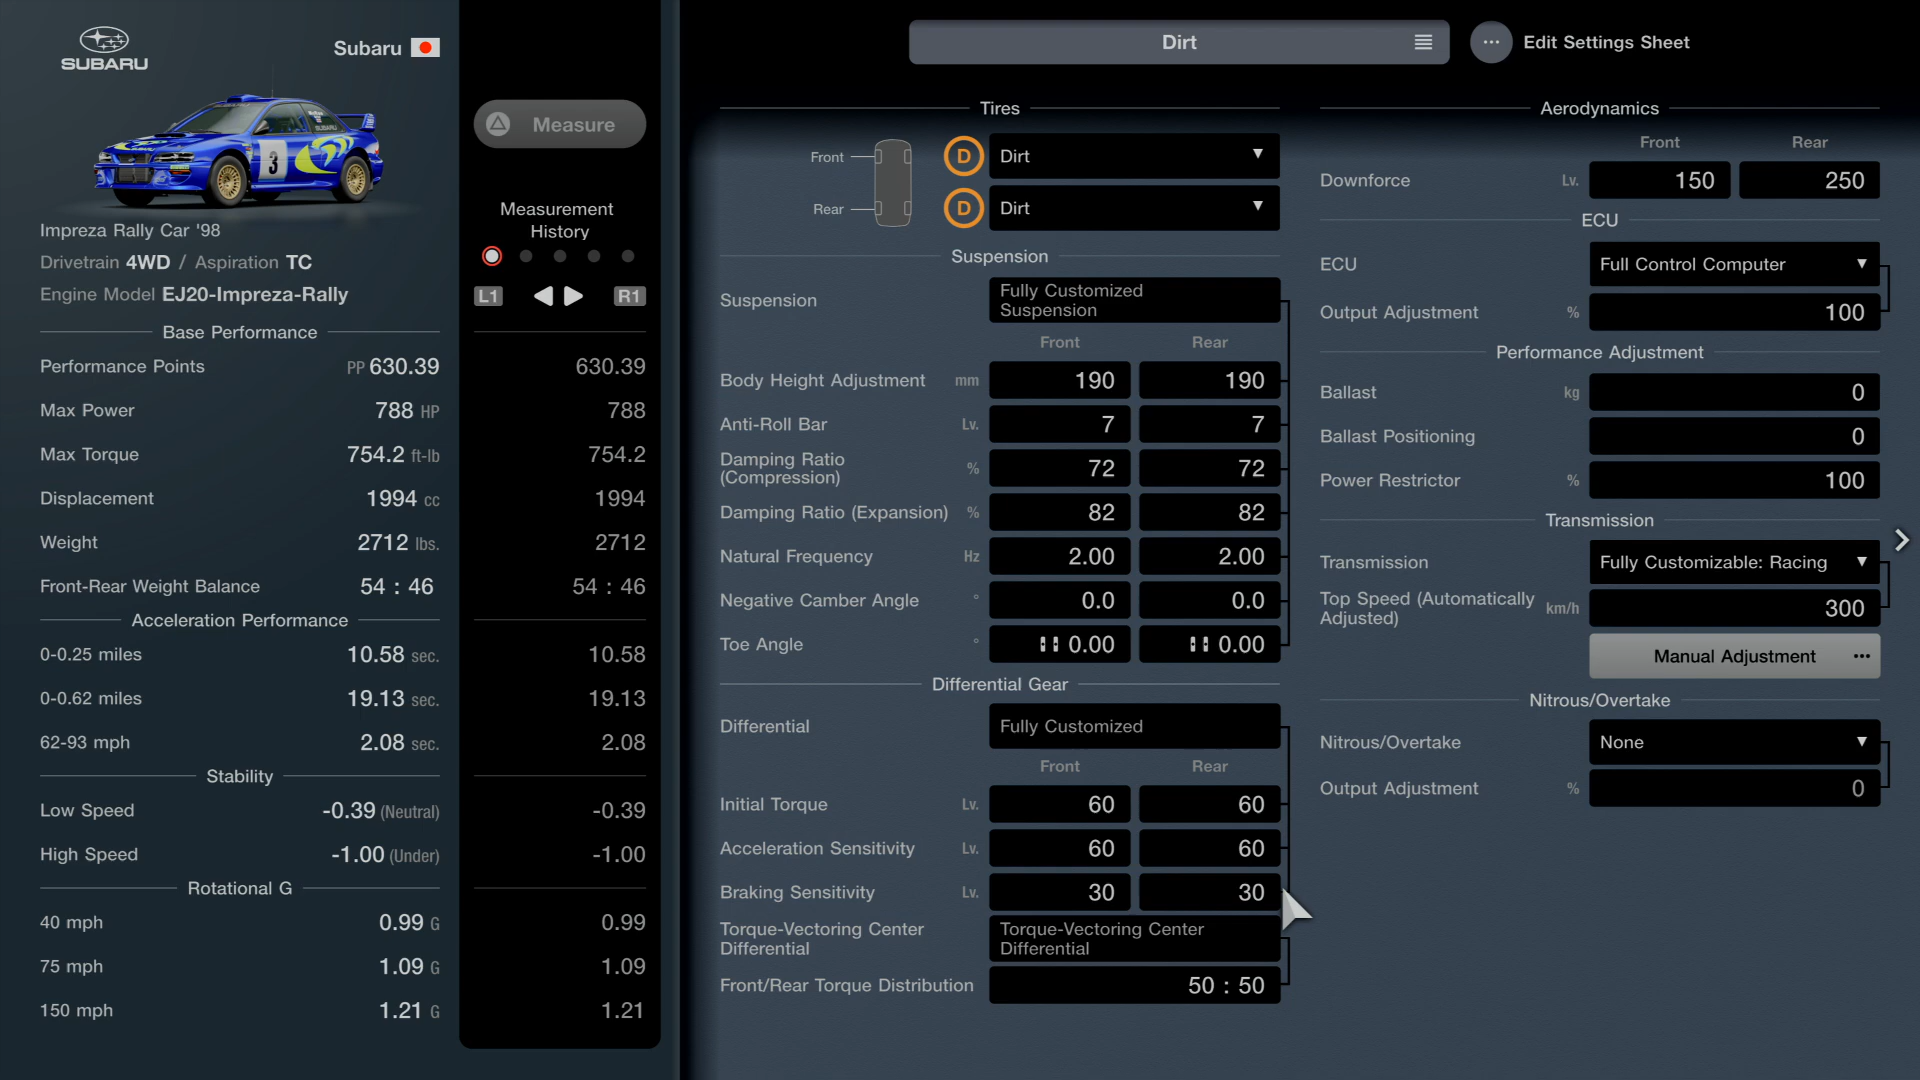 SUBARU
Subaru
Impreza Rally Car '98
Drivetrain 4WD / Aspiration TC
Engine Model EJ20-Impreza-Rally
Base Performance
Performance Points PP 630.39
Max Power 788 HP
Max Torque 754.2 ft-lb
Displacement 1994 cc
Weight 2712 lbs.
Front-Rear Weight Balance 54 : 46
Acceleration Performance
0-0.25 miles 10.58 sec.
0-0.62 miles 19.13 sec.
62-93 mph 2.08 sec.
Stability
Low Speed -0.39 (Neutral)
High Speed -1.00 (Under)
Rotational G
40 mph 0.99 G
75 mph 1.09 G
150 mph 1.21 G
Measure
Measurement
History
L1 R1
630.39
788
754.2
1994
2712
54 : 46
10.58
19.13
2.08
-0.39
-1.00
0.99
1.09
1.21
Dirt
Edit Settings Sheet
Tires
Front D Dirt
Rear D Dirt
Suspension
Suspension Fully Customized
Suspension
Front Rear
Body Height Adjustment mm 190 190
Anti-Roll Bar Lv. 7 7
Damping Ratio
(Compression) % 72 72
Damping Ratio (Expansion) % 82 82
Natural Frequency Hz 2.00 2.00
Negative Camber Angle ° 0.0 0.0
Toe Angle ° 0.00 0.00
Differential Gear
Differential Fully Customized
Front Rear
Initial Torque Lv. 60 60
Acceleration Sensitivity Lv. 60 60
Braking Sensitivity Lv. 30 30
Torque-Vectoring Center
Differential
Torque-Vectoring Center
Differential
Front/Rear Torque Distribution 50 : 50
Aerodynamics
Front Rear
Downforce Lv. 150 250
ECU
ECU Full Control Computer
Output Adjustment % 100
Performance Adjustment
Ballast kg 0
Ballast Positioning 0
Power Restrictor % 100
Transmission
Transmission Fully Customizable: Racing
Top Speed (Automatically
Adjusted) km/h 300
Manual Adjustment
Nitrous/Overtake
Nitrous/Overtake None
Output Adjustment % 0
3